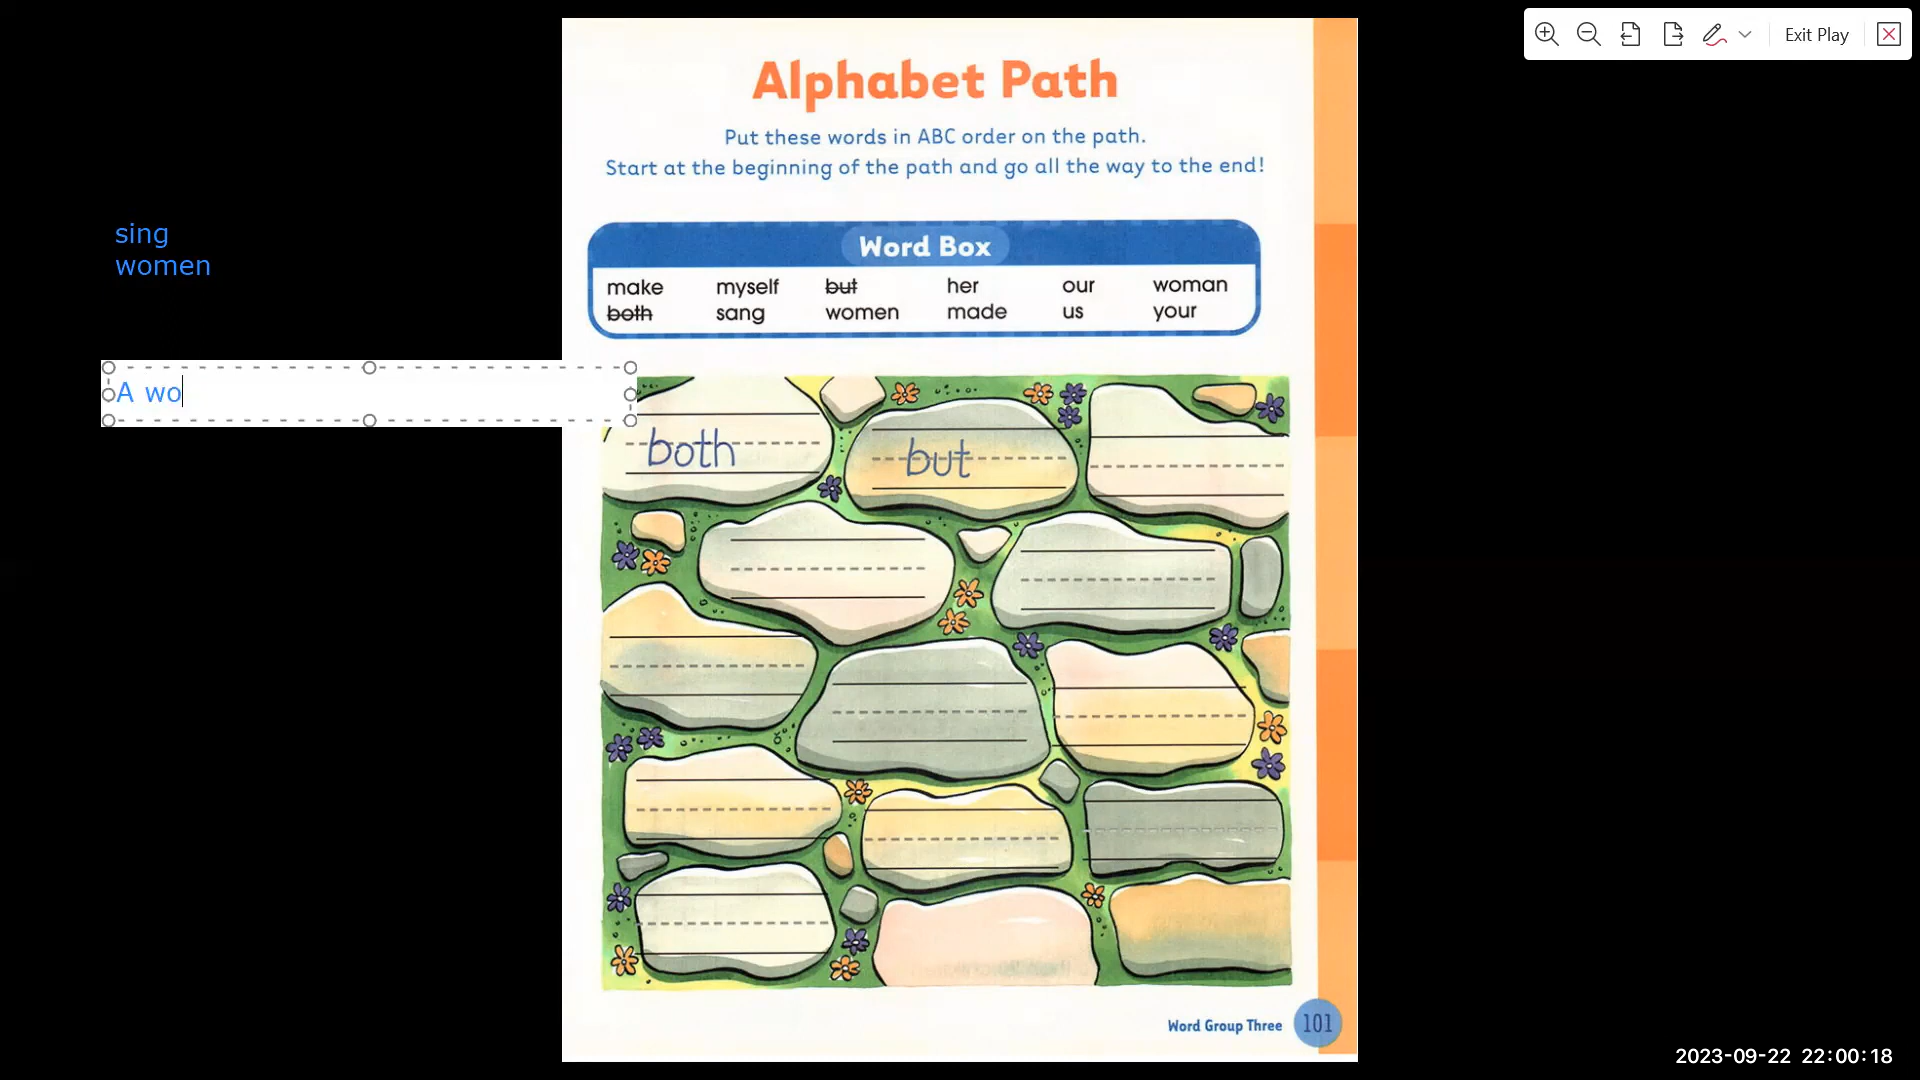 Exit Play
Alphabet Path
Put these words in ABC order on the path.
Start at the beginning of the path and go all the way to the end!
sing
women
Word Box
make myself but her our woman
both sang women made us your
A wo
both but
Word Group Three 101
2023-09-22 22:00:18